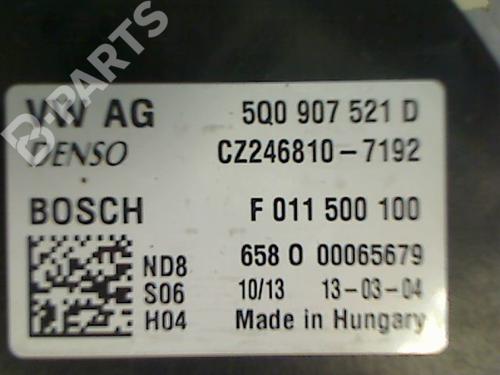 B-PARTS
VW AG 5Q0 907 521 D
DENSO CZ246810-7192
BOSCH F 011 500 100
ND8 658 0 00065679
S06 10/13 13-03-04
H04 Made in Hungary